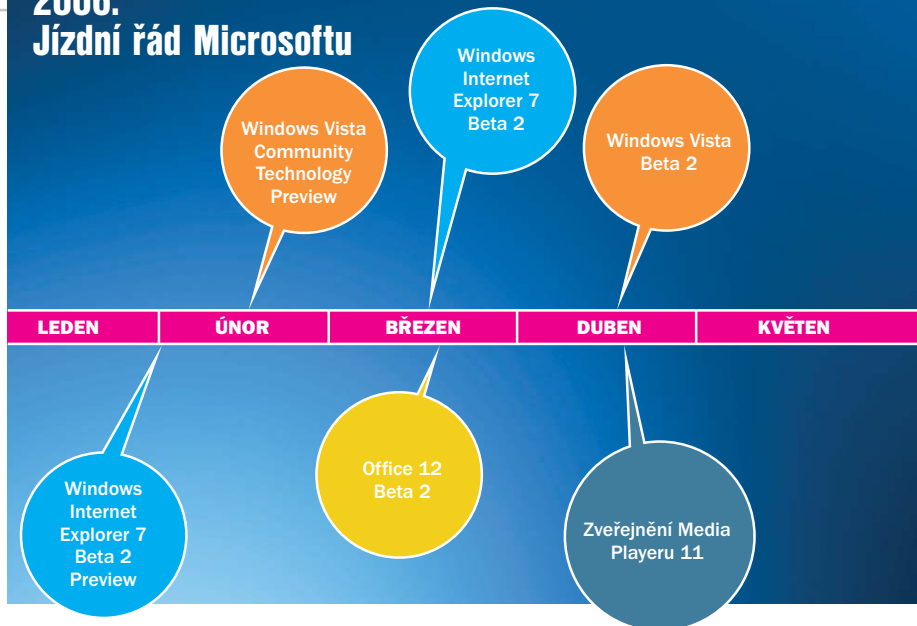 2006.
Jízdní řád Microsoftu
Windows Vista
Community
Technology
Preview
Windows
Internet
Explorer 7
Beta 2
Windows Vista
Beta 2
LEDEN
ÚNOR
BŘEZEN
DUBEN
KVĚTEN
Windows
Internet
Explorer 7
Beta 2
Preview
Office 12
Beta 2
Zveřejnění Media
Playeru 11